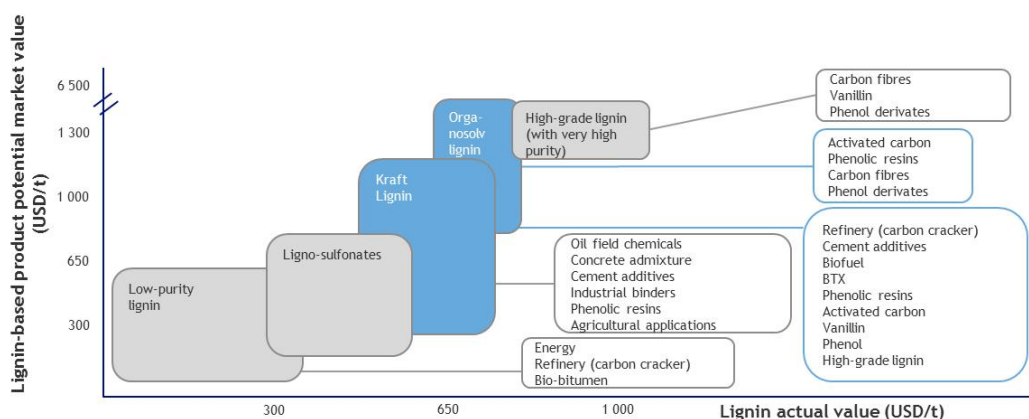 Lignin-based product potential market value
(USD/t)
6 500
1 300
1 000
650
300
Orga-
nosolv
lignin
High-grade lignin
(with very high
purity)
Kraft
Lignin
Ligno-sulfonates
Low-purity
lignin
Carbon fibres
Vanillin
Phenol derivates
Activated carbon
Phenolic resins
Carbon fibres
Phenol derivates
Refinery (carbon cracker)
Cement additives
Biofuel
BTX
Phenolic resins
Activated carbon
Vanillin
Phenol
High-grade lignin
Oil field chemicals
Concrete admixture
Cement additives
Industrial binders
Phenolic resins
Agricultural applications
Energy
Refinery (carbon cracker)
Bio-bitumen
300
650
1 000
Lignin actual value (USD/t)